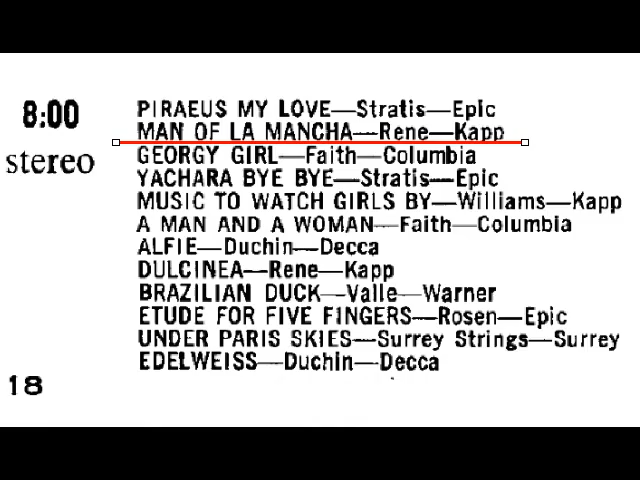 8:00
stereo
PIRAEUS MY LOVE—Stratis—Epic
MAN OF LA MANCHA—Rene—Kapp
GEORGY GIRL—Faith—Columbia
YACHARA BYE BYE—Stratis—Epic
MUSIC TO WATCH GIRLS BY—Williams—Kapp
A MAN AND A WOMAN—Faith—Columbia
ALFIE—Duchin—Decca
DULCINEA—Rene—Kapp
BRAZILIAN DUCK—Valle—Warner
ETUDE FOR FIVE FINGERS—Rosen—Epic
UNDER PARIS SKIES—Surrey Strings—Surrey
EDELWEISS—Duchin—Decca
18